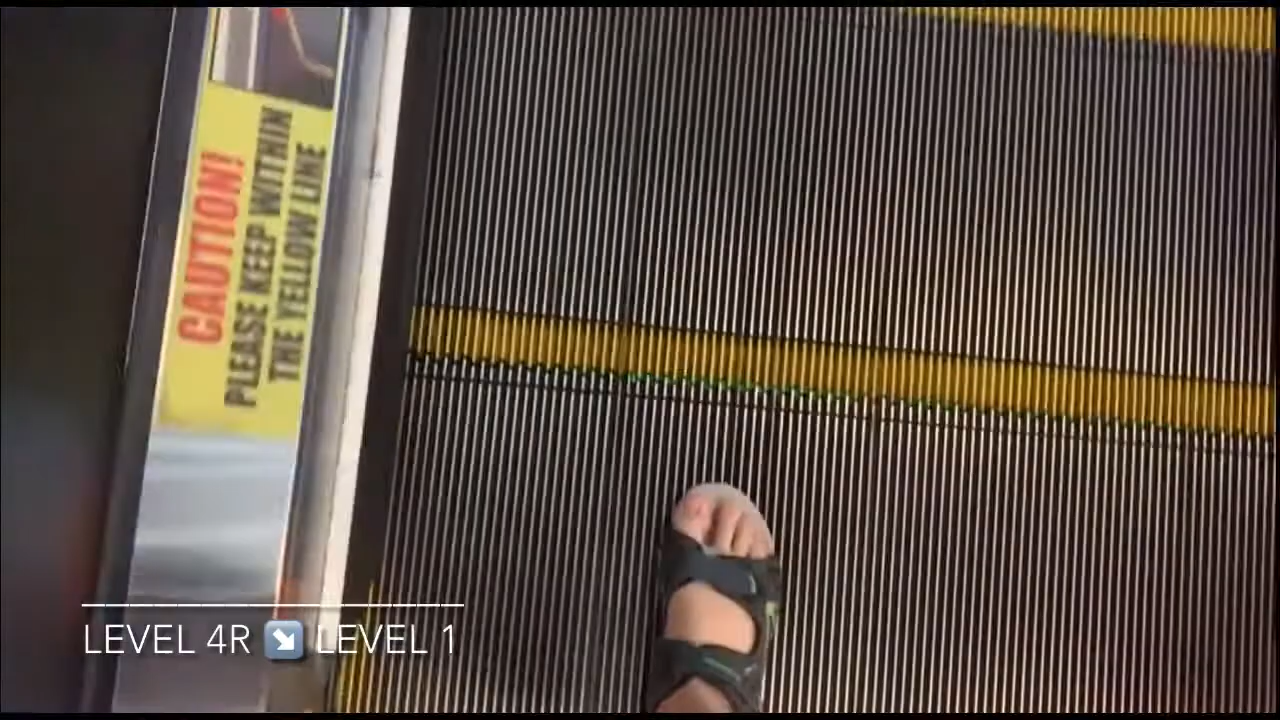 CAUTION!
PLEASE KEEP WITHIN
THE YELLOW LINE
LEVEL 4R ↘️ LEVEL 1